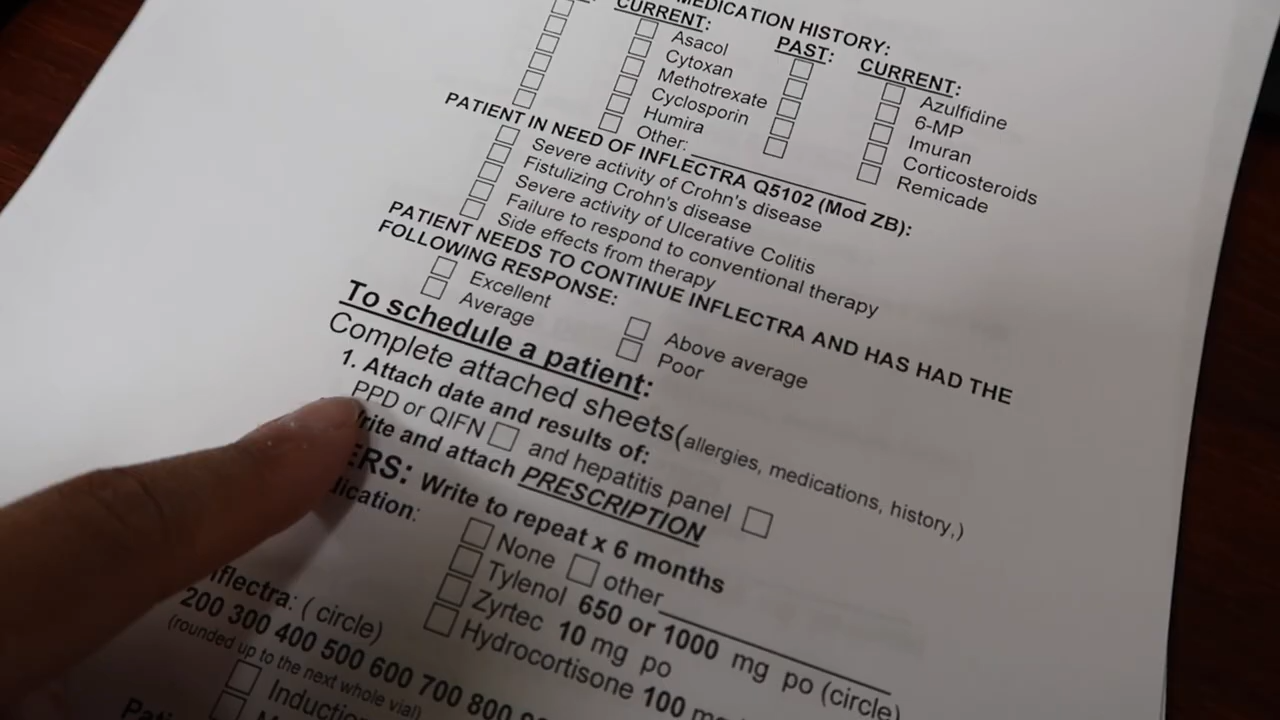 MEDICATION HISTORY:
CURRENT: PAST: CURRENT:
Asacol Azulfidine
Cytoxan 6-MP
Methotrexate Imuran
Cyclosporin Corticosteroids
Humira Remicade
Other:
PATIENT IN NEED OF INFLECTRA Q5102 (Mod ZB):
Severe activity of Crohn's disease
Fistulizing Crohn's disease
Severe activity of Ulcerative Colitis
Failure to respond to conventional therapy
Side effects from therapy
PATIENT NEEDS TO CONTINUE INFLECTRA AND HAS HAD THE
FOLLOWING RESPONSE:
Excellent Above average
Average Poor
To schedule a patient:
Complete attached sheets(allergies, medications, history,)
1. Attach date and results of:
PPD or QIFN and hepatitis panel
rite and attach PRESCRIPTION
ERS: Write to repeat x 6 months
lication: None other
Tylenol 650 or 1000 mg po (circle)
Zyrtec 10 mg po
Hydrocortisone 100
Iflectra: ( circle)
200 300 400 500 600 700 800
(rounded up to the next whole vial)
Induction